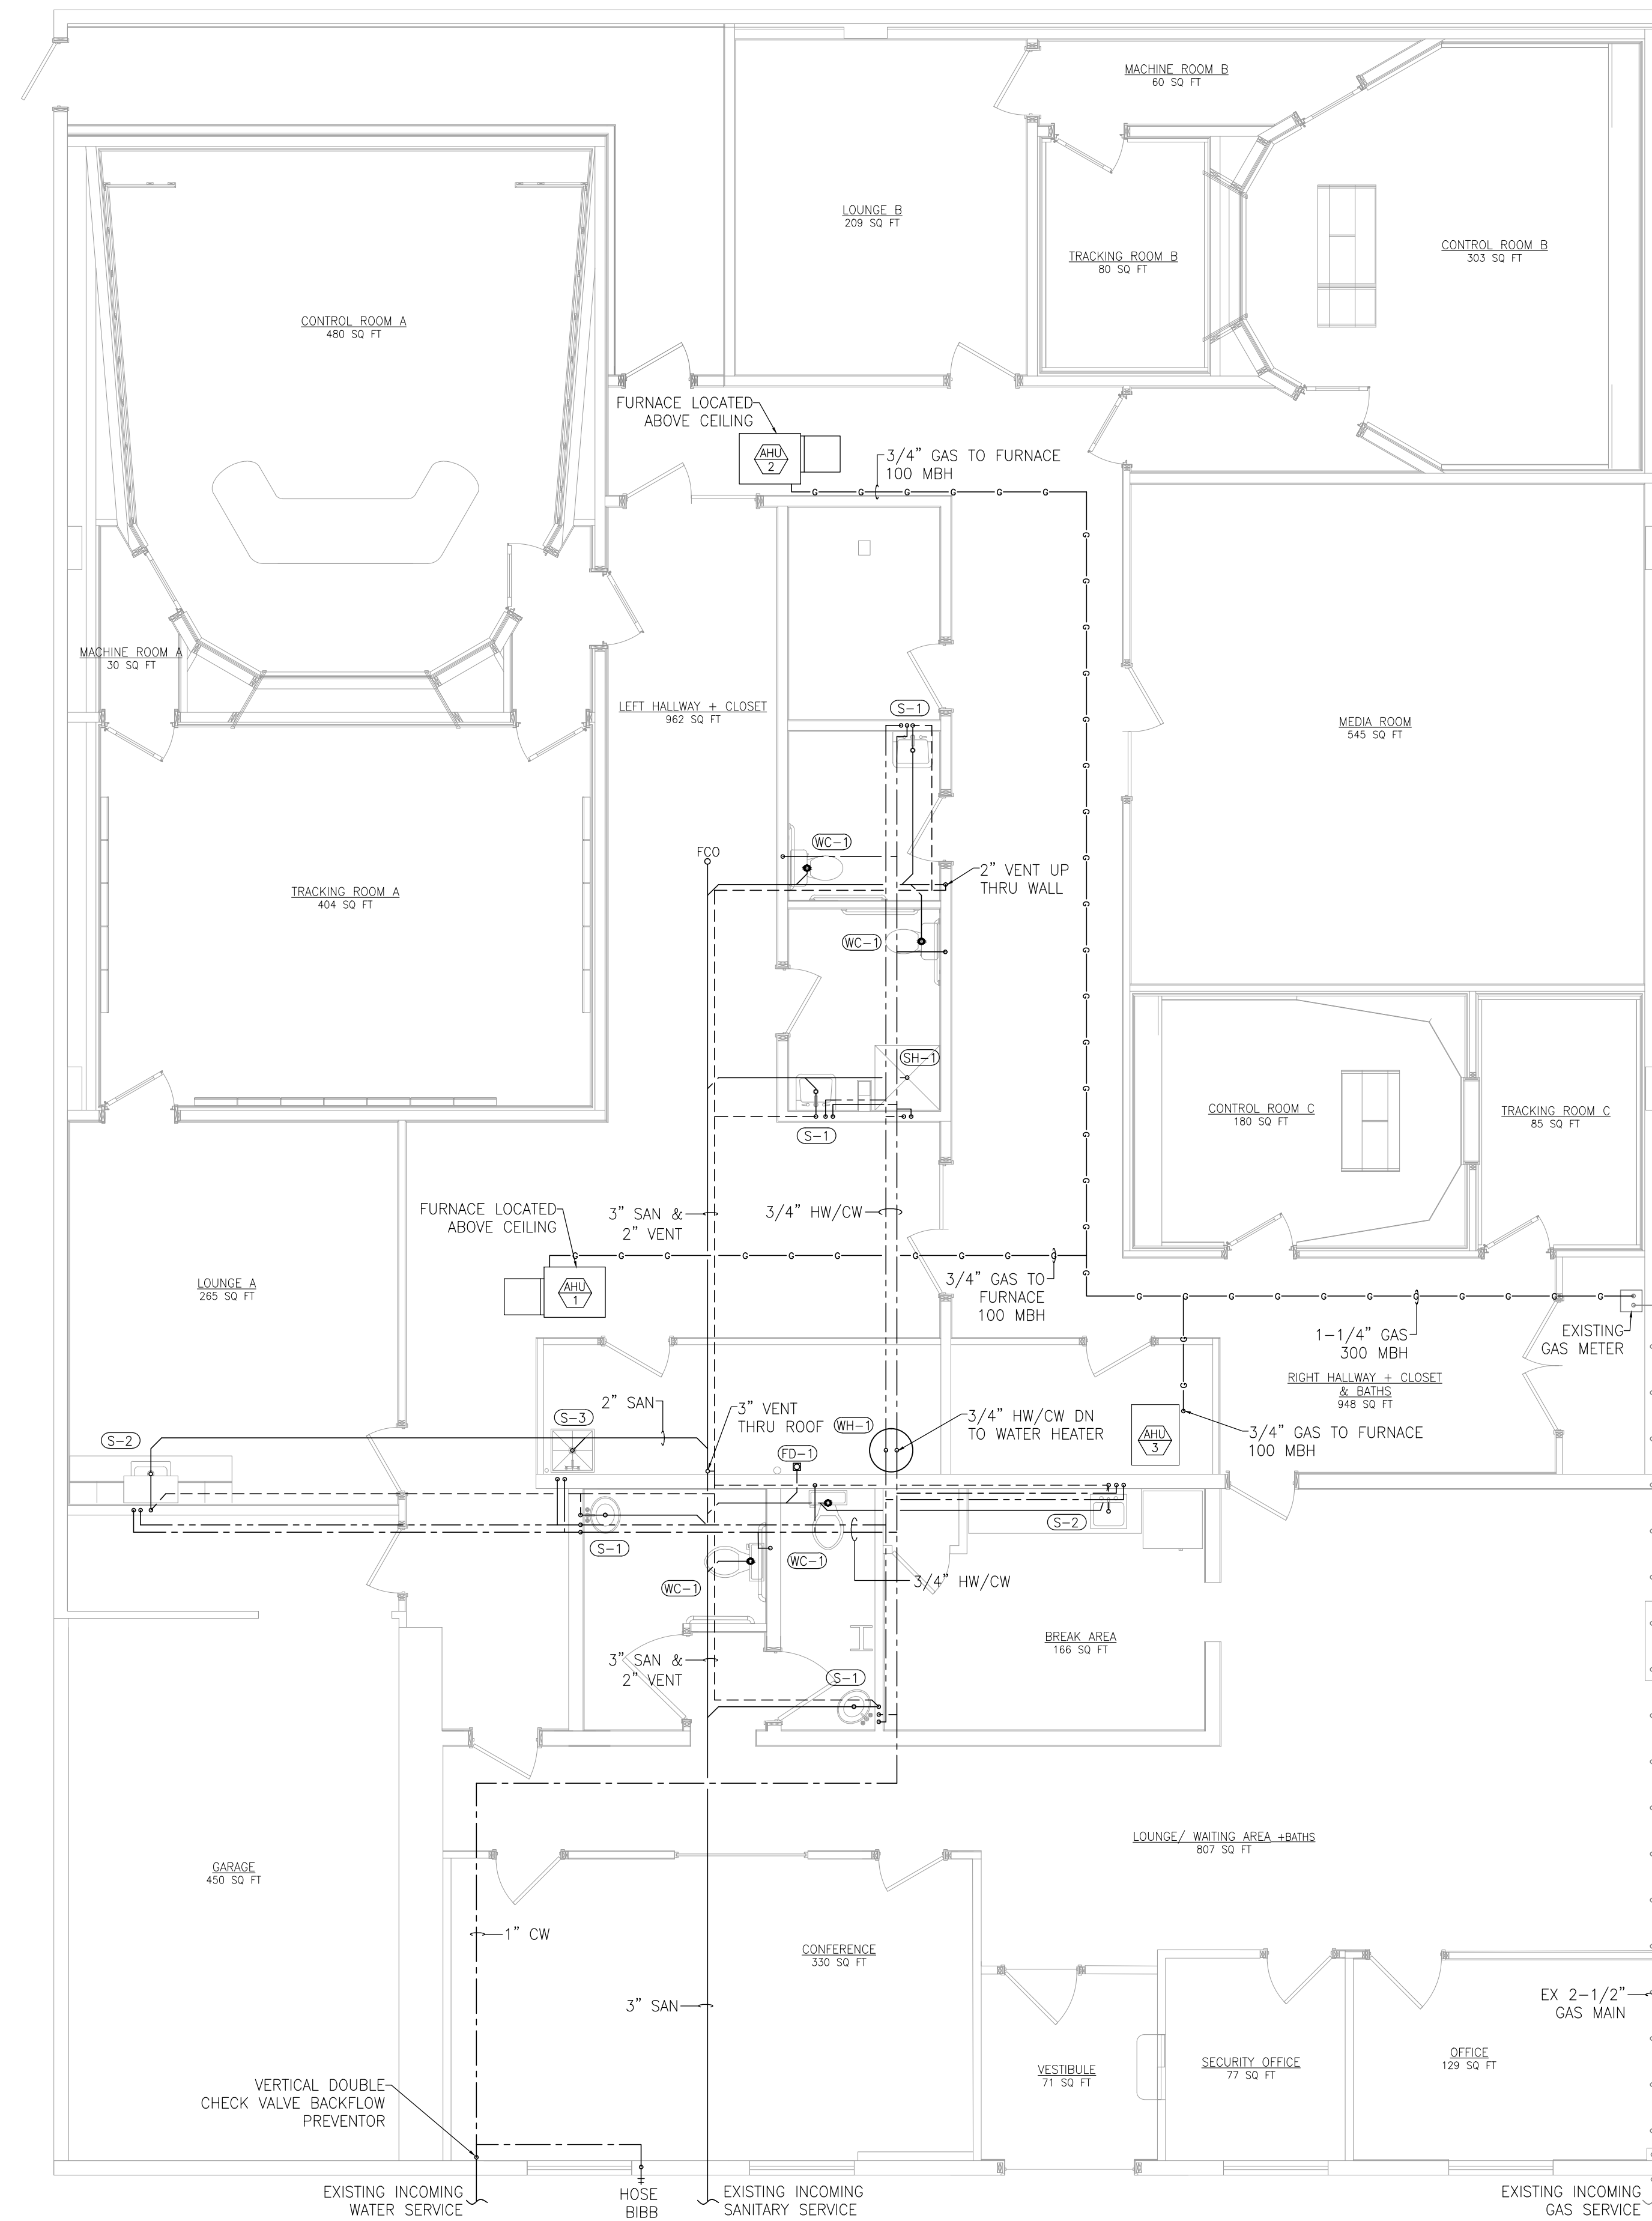 MACHINE ROOM B
60 SQ FT
LOUNGE B
209 SQ FT
CONTROL ROOM B
303 SQ FT
TRACKING ROOM B
80 SQ FT
CONTROL ROOM A
480 SQ FT
FURNACE LOCATED
ABOVE CEILING
AHU
2
3/4” GAS TO FURNACE
100 MBH
G G G G G G
G
G
G
MACHINE ROOM A
30 SQ FT
LEFT HALLWAY + CLOSET
962 SQ FT
S-1
MEDIA ROOM
545 SQ FT
G
G
G
WC-1
FCO
G
2” VENT UP
THRU WALL
TRACKING ROOM A
404 SQ FT
G
WC-1
G
G
G
SH-1
G
CONTROL ROOM C
180 SQ FT
TRACKING ROOM C
85 SQ FT
S-1
G
G
FURNACE LOCATED
ABOVE CEILING
3” SAN &
2” VENT
3/4” HW/CW
G
G G G G G G G G G G
LOUNGE A
265 SQ FT
AHU
1
3/4” GAS TO
FURNACE
100 MBH
G
G G G G G G G G G G G
1-1/4” GAS
300 MBH
EXISTING
GAS METER
G
RIGHT HALLWAY + CLOSET
& BATHS
948 SQ FT
G
2” SAN
S-3
3” VENT
THRU ROOF
WH-1
3/4” HW/CW DN
TO WATER HEATER
AHU
3
3/4” GAS TO FURNACE
100 MBH
S-2
FD-1
S-2
S-1
WC-1
WC-1
3/4” HW/CW
3” SAN &
2” VENT
BREAK AREA
166 SQ FT
S-1
LOUNGE/ WAITING AREA +BATHS
807 SQ FT
GARAGE
450 SQ FT
1” CW
CONFERENCE
330 SQ FT
3” SAN
EX 2-1/2”
GAS MAIN
OFFICE
129 SQ FT
SECURITY OFFICE
77 SQ FT
VESTIBULE
71 SQ FT
VERTICAL DOUBLE
CHECK VALVE BACKFLOW
PREVENTOR
EXISTING INCOMING
WATER SERVICE
HOSE
BIBB
EXISTING INCOMING
SANITARY SERVICE
EXISTING INCOMING
GAS SERVICE